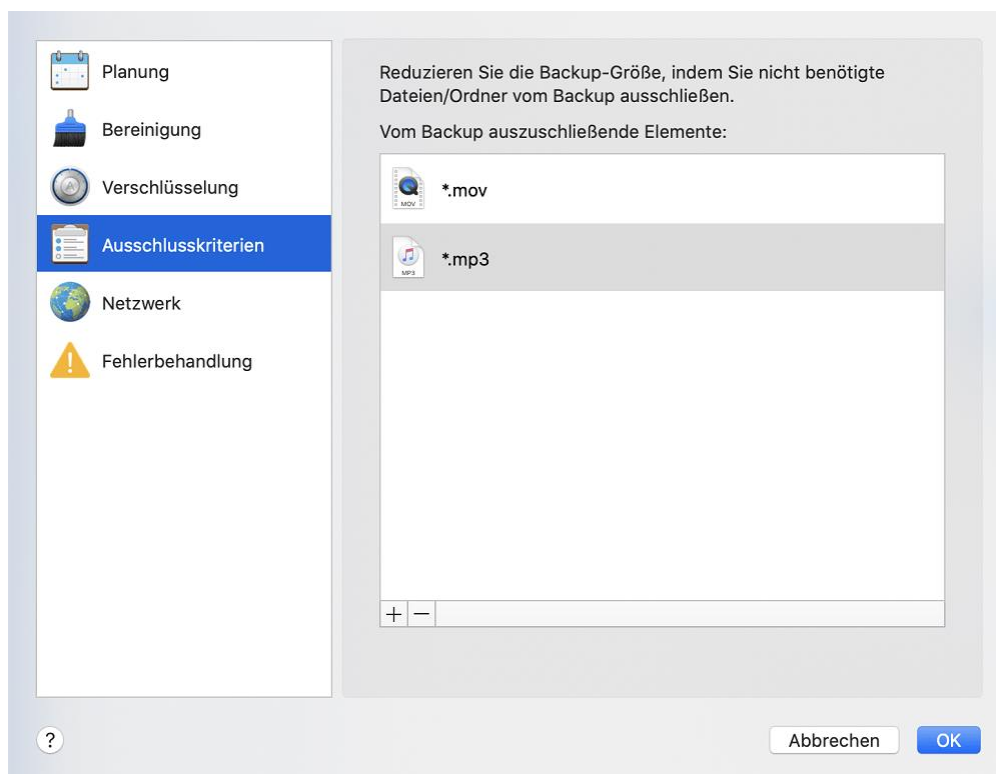 Planung
Bereinigung
Verschlüsselung
Ausschlusskriterien
Netzwerk
Fehlerbehandlung
Reduzieren Sie die Backup-Größe, indem Sie nicht benötigte
Dateien/Ordner vom Backup ausschließen.
Vom Backup auszuschließende Elemente:
MOV
*.mov
MP3
*.mp3
+ −
?
Abbrechen
OK